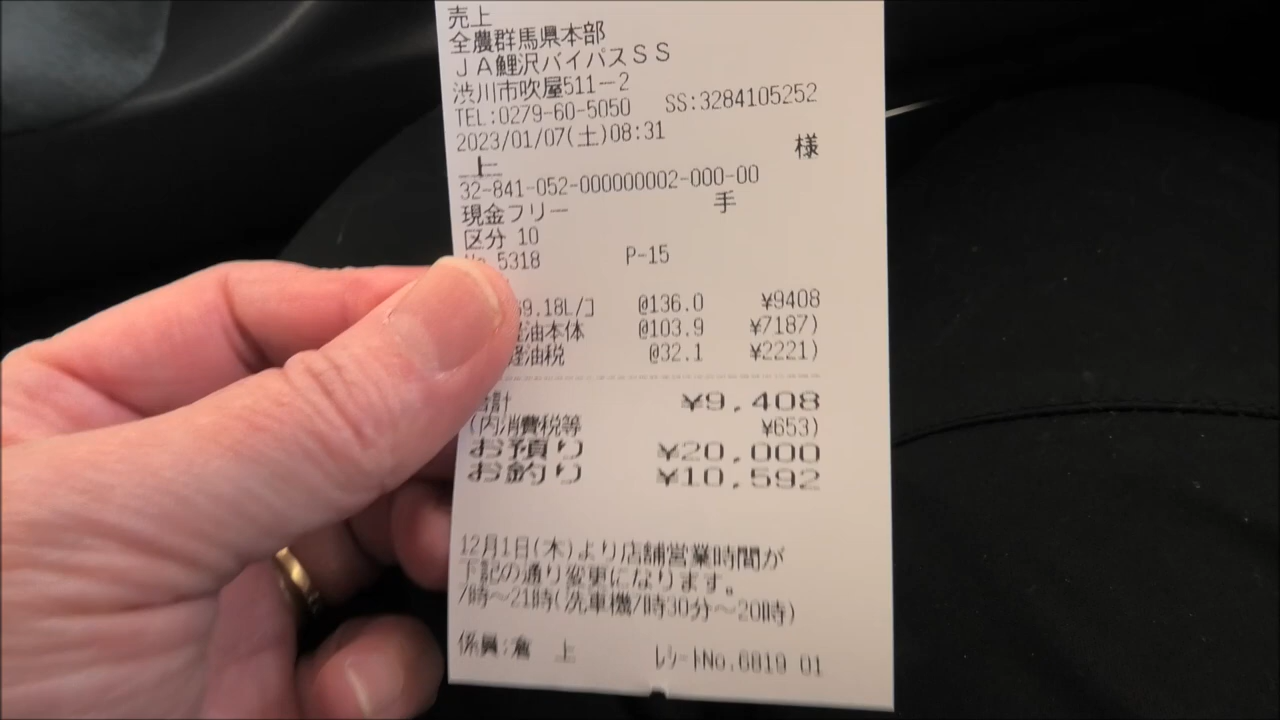 売上
全農群馬県本部
JA鯉沢バイパスSS
渋川市吹屋511-2
TEL:0279-60-5050 SS:3284105252
2023/01/07(土)08:31
上 様
32-841-052-000000002-000-00
現金フリー 手
区分 10
5318 P-15
69.18L/コ @136.0 ¥9408
軽油本体 @103.9 ¥7187)
軽油税 @32.1 ¥2221)
合計 ¥9,408
(内消費税等 ¥653)
お預り ¥20,000
お釣り ¥10,592
12月1日(木)より店舗営業時間が
下記の通り変更になります。
7時～21時(洗車機7時30分～20時)
係員:倉 上 レシートNo.6819 01